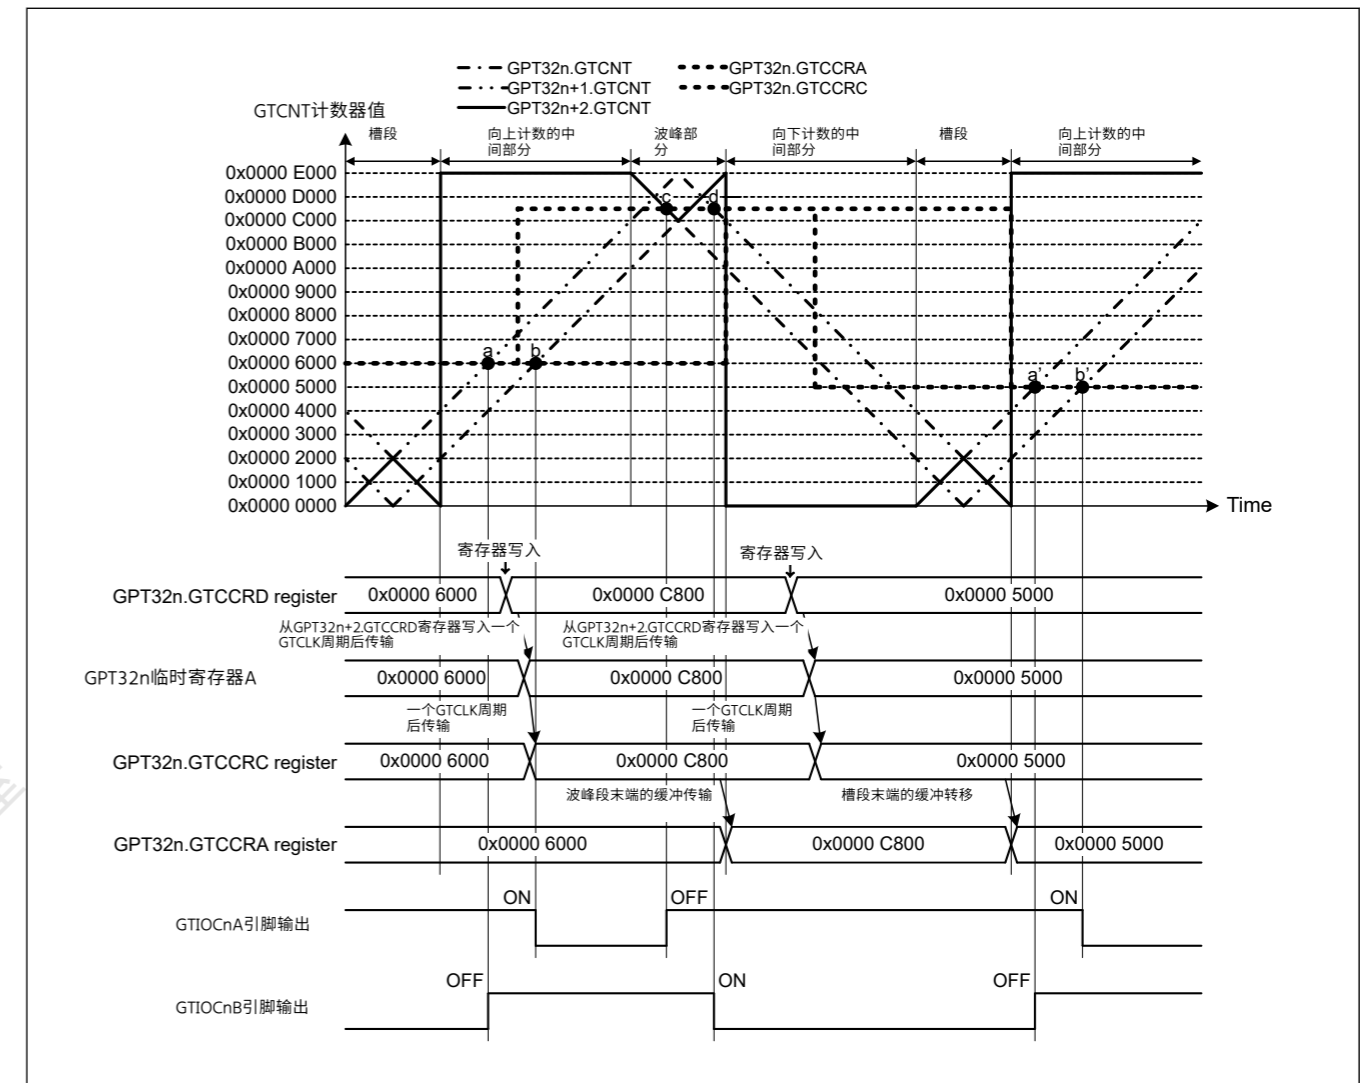 GPT32n.GTCNT
GPT32n.GTCCRA
GPT32n+1.GTCNT
GPT32n.GTCCRC
GPT32n+2.GTCNT
GTCNT计数器值
槽段
向上计数的中
间部分
波峰部
分
向下计数的中
间部分
槽段
向上计数的中
间部分
0x0000 E000
0x0000 D000
0x0000 C000
0x0000 B000
0x0000 A000
0x0000 9000
0x0000 8000
0x0000 7000
0x0000 6000
0x0000 5000
0x0000 4000
0x0000 3000
0x0000 2000
0x0000 1000
0x0000 0000
c
d
a
b
a'
b'
Time
寄存器写入
寄存器写入
GPT32n.GTCCRD register
0x0000 6000
0x0000 C800
0x0000 5000
从GPT32n+2.GTCCRD寄存器写入一个
GTCLK周期后传输
从GPT32n+2.GTCCRD寄存器写入一个
GTCLK周期后传输
GPT32n临时寄存器A
0x0000 6000
0x0000 C800
0x0000 5000
一个GTCLK周期
后传输
一个GTCLK周期
后传输
GPT32n.GTCCRC register
0x0000 6000
0x0000 C800
0x0000 5000
波峰段末端的缓冲传输
槽段末端的缓冲转移
GPT32n.GTCCRA register
0x0000 6000
0x0000 C800
0x0000 5000
ON
OFF
ON
GTIOCnA引脚输出
OFF
ON
OFF
GTIOCnB引脚输出